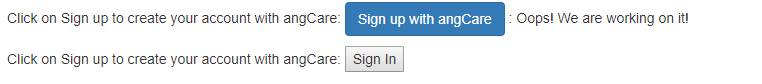 Click on Sign up to create your account with angCare: Sign up with angCare : Oops! We are working on it!
Click on Sign up to create your account with angCare: Sign In